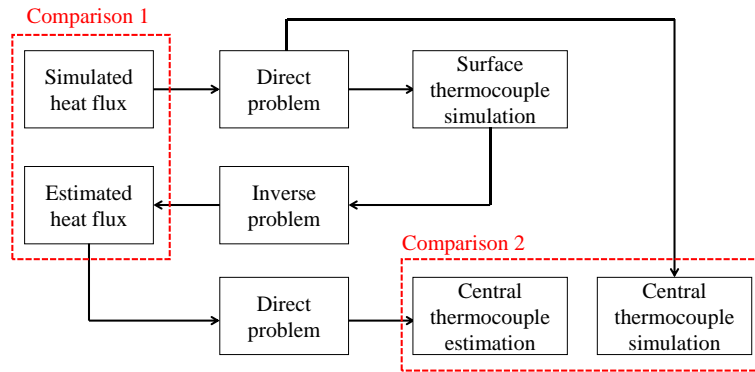 Comparison 1
Simulated
heat flux
Direct
problem
Surface
thermocouple
simulation
Estimated
heat flux
Inverse
problem
Comparison 2
Direct
problem
Central
thermocouple
estimation
Central
thermocouple
simulation